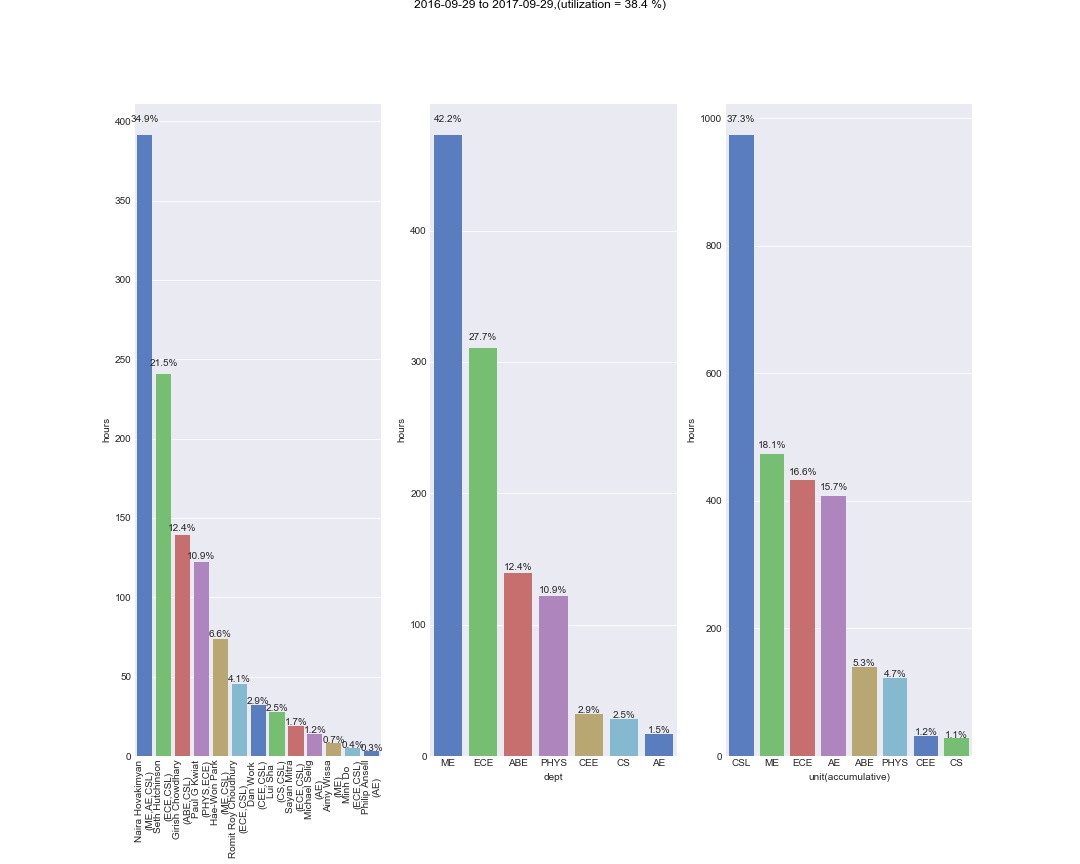 2016-09-29 to 2017-09-29,(utilization = 38.4 %)
400
350
300
250
200
150
100
50
0
hours
34.9%
21.5%
12.4%
10.9%
6.6%
4.1%
2.9%
2.5%
1.7%
1.2%
0.7%
0.4%
0.3%
Naira Hovakimyan
(ME,AE,CSL)
Seth Hutchinson
(ECE,CSL)
Girish Chowdhary
(ABE,CSL)
Paul G Kwiat
(PHYS,ECE)
Hae-Won Park
(ME,CSL)
Romit Roy Choudhury
(ECE,CSL)
Dan Work
(CEE,CSL)
Lui Sha
(CS,CSL)
Sayan Mitra
(ECE,CSL)
Michael Selig
(AE)
Aimy Wissa
(ME)
Minh Do
(ECE,CSL)
Philip Ansell
(AE)
400
300
200
100
0
hours
42.2%
27.7%
12.4%
10.9%
2.9%
2.5%
1.5%
ME ECE ABE PHYS CEE CS AE
dept
1000
800
600
400
200
0
hours
37.3%
18.1%
16.6%
15.7%
5.3%
4.7%
1.2%
1.1%
CSL ME ECE AE ABE PHYS CEE CS
unit(accumulative)